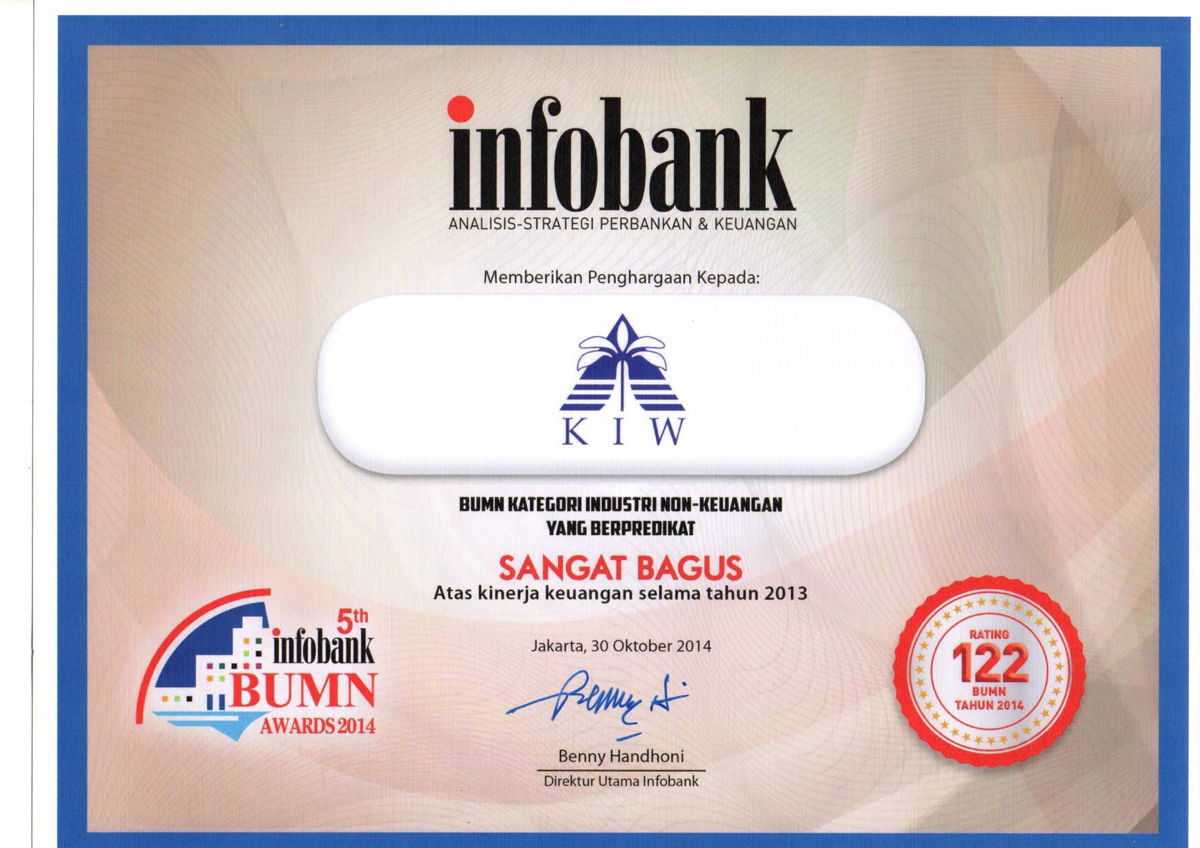 infobank
ANALISIS-STRATEGI PERBANKAN & KEUANGAN
Memberikan Penghargaan Kepada:
K I W
BUMN KATEGORI INDUSTRI NON-KEUANGAN
YANG BERPREDIKAT
SANGAT BAGUS
Atas kinerja keuangan selama tahun 2013
Jakarta, 30 Oktober 2014
Benny Handhoni
Direktur Utama Infobank
5th
infobank
BUMN
AWARDS 2014
RATING
122
BUMN
TAHUN 2014